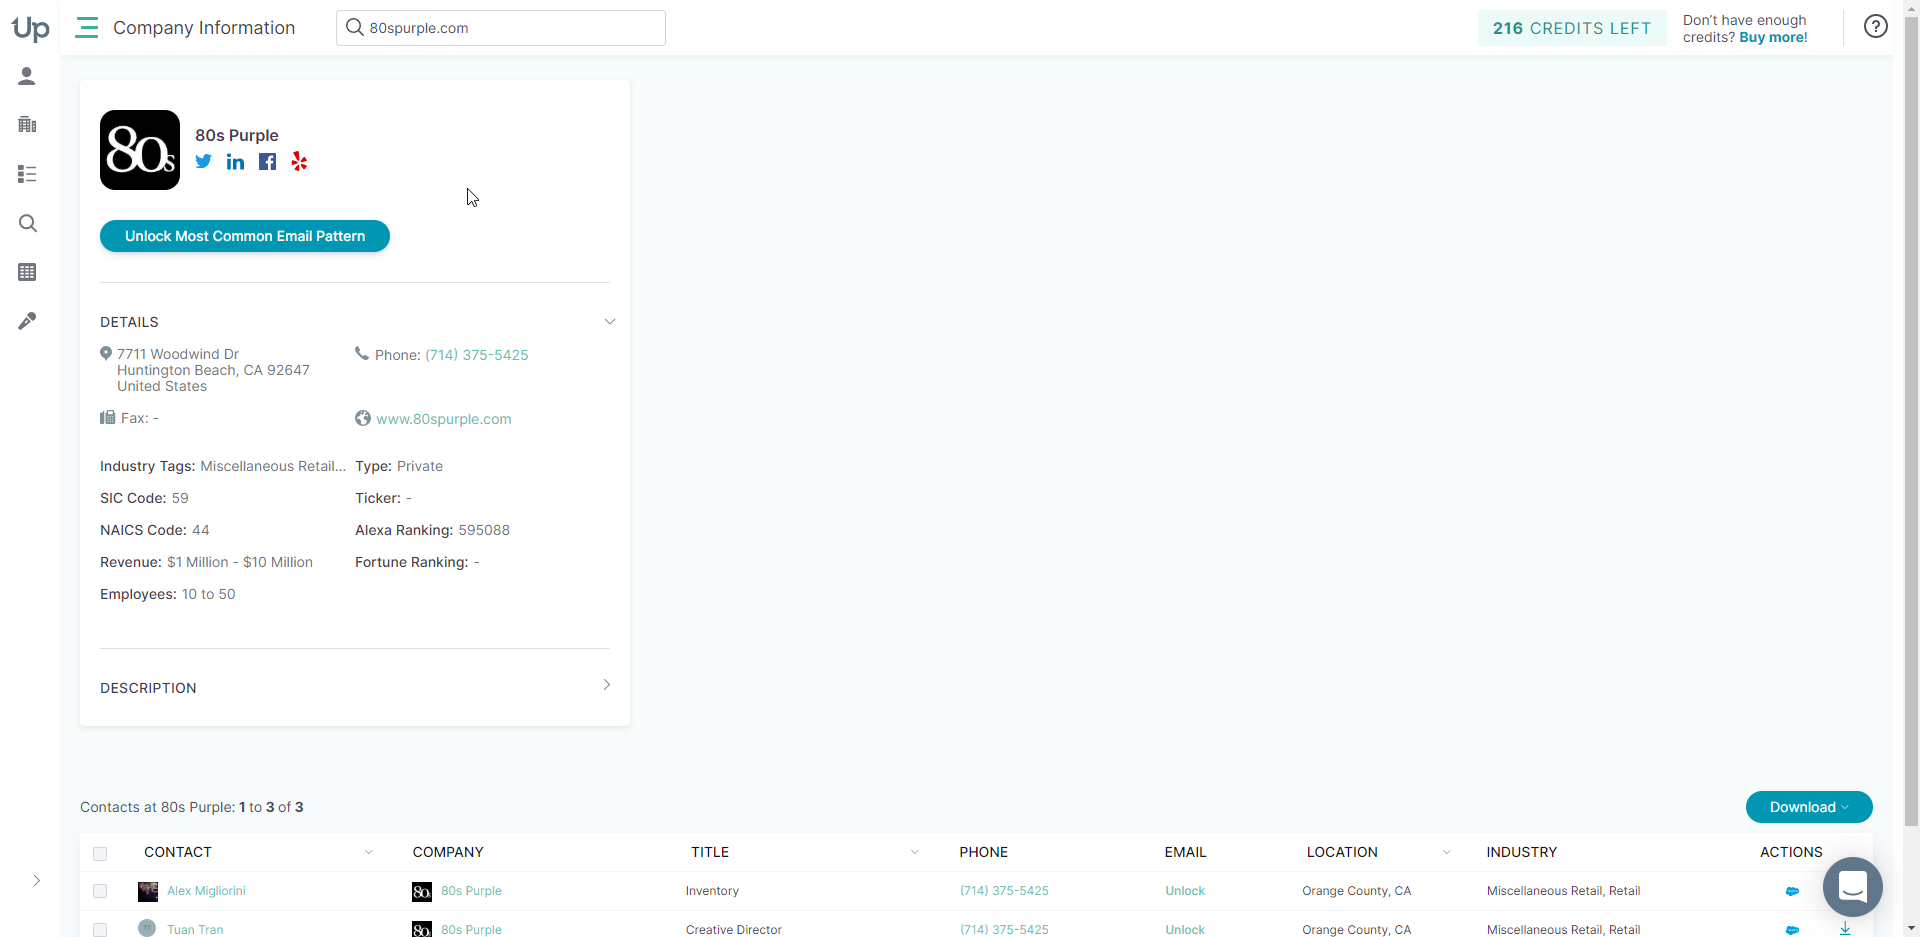 Up
Company Information
80spurple.com
216 CREDITS LEFT
Don't have enough
credits? Buy more!
?
80s
80s Purple
in
Unlock Most Common Email Pattern
DETAILS
7711 Woodwind Dr
Huntington Beach, CA 92647
United States
Phone: (714) 375-5425
Fax: -
www.80spurple.com
Industry Tags: Miscellaneous Retail...
Type: Private
SIC Code: 59
Ticker: -
NAICS Code: 44
Alexa Ranking: 595088
Revenue: $1 Million - $10 Million
Fortune Ranking: -
Employees: 10 to 50
DESCRIPTION
Contacts at 80s Purple: 1 to 3 of 3
Download
CONTACT COMPANY TITLE PHONE EMAIL LOCATION INDUSTRY ACTIONS
Alex Migliorini 80s 80s Purple Inventory (714) 375-5425 Unlock Orange County, CA Miscellaneous Retail, Retail
TT Tuan Tran 80s 80s Purple Creative Director (714) 375-5425 Unlock Orange County, CA Miscellaneous Retail, Retail